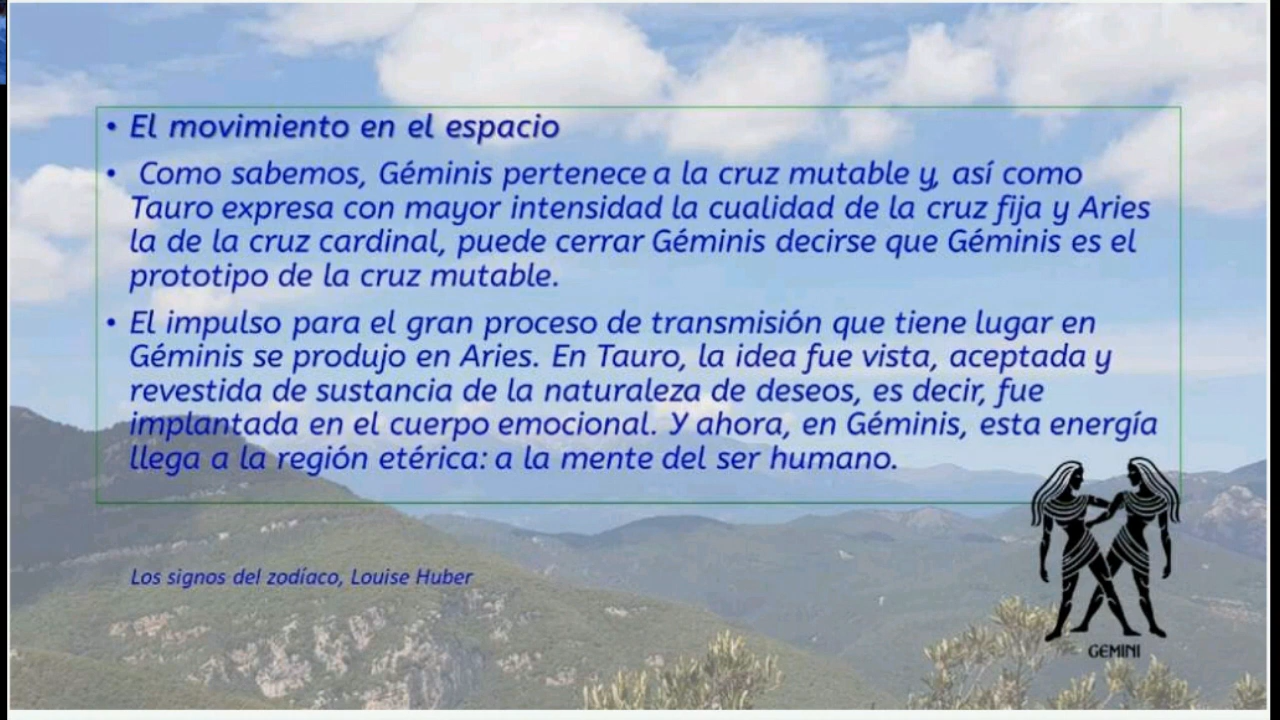 • El movimiento en el espacio
• Como sabemos, Géminis pertenece a la cruz mutable y, así como
Tauro expresa con mayor intensidad la cualidad de la cruz fija y Aries
la de la cruz cardinal, puede cerrar Géminis decirse que Géminis es el
prototipo de la cruz mutable.
• El impulso para el gran proceso de transmisión que tiene lugar en
Géminis se produjo en Aries. En Tauro, la idea fue vista, aceptada y
revestida de sustancia de la naturaleza de deseos, es decir, fue
implantada en el cuerpo emocional. Y ahora, en Géminis, esta energía
llega a la región etérica: a la mente del ser humano.
Los signos del zodíaco, Louise Huber
GEMINI